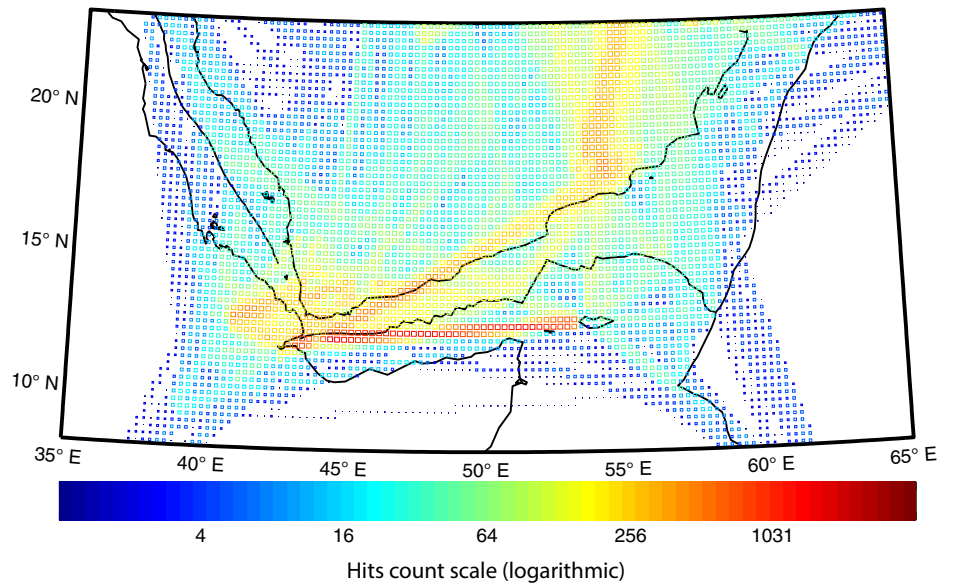 20° N
15° N
10° N
35° E 40° E 45° E 50° E 55° E 60° E 65° E
4 16 64 256 1031
Hits count scale (logarithmic)